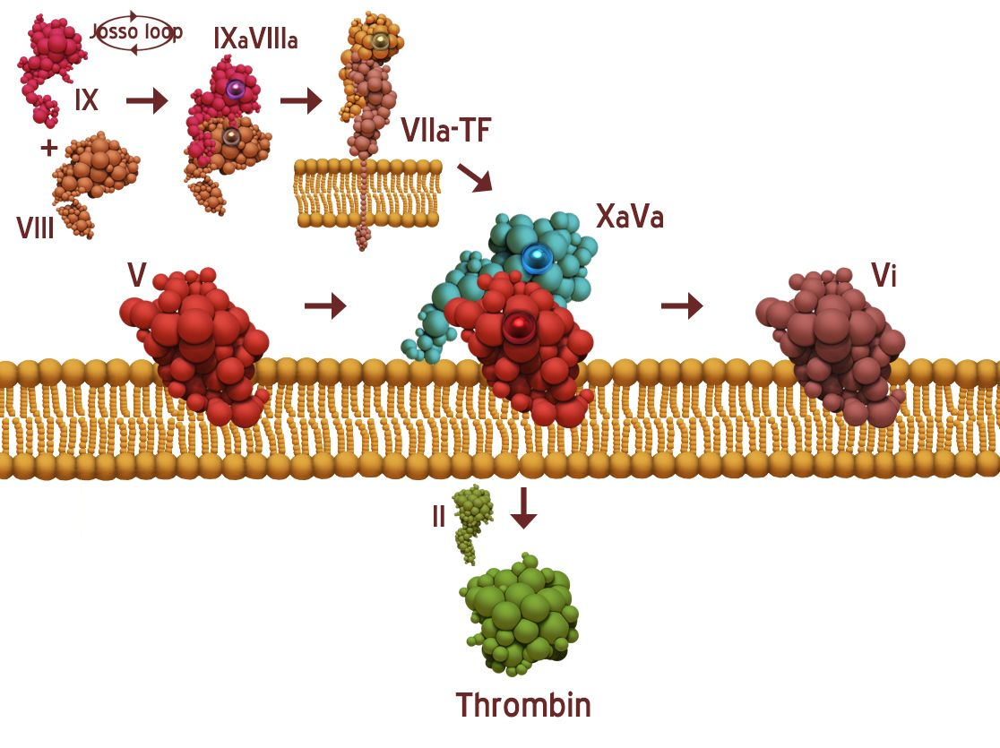 Josso loop
IXaVIIIa
IX
+
VIII
VIIa-TF
XaVa
V
Vi
II
Thrombin